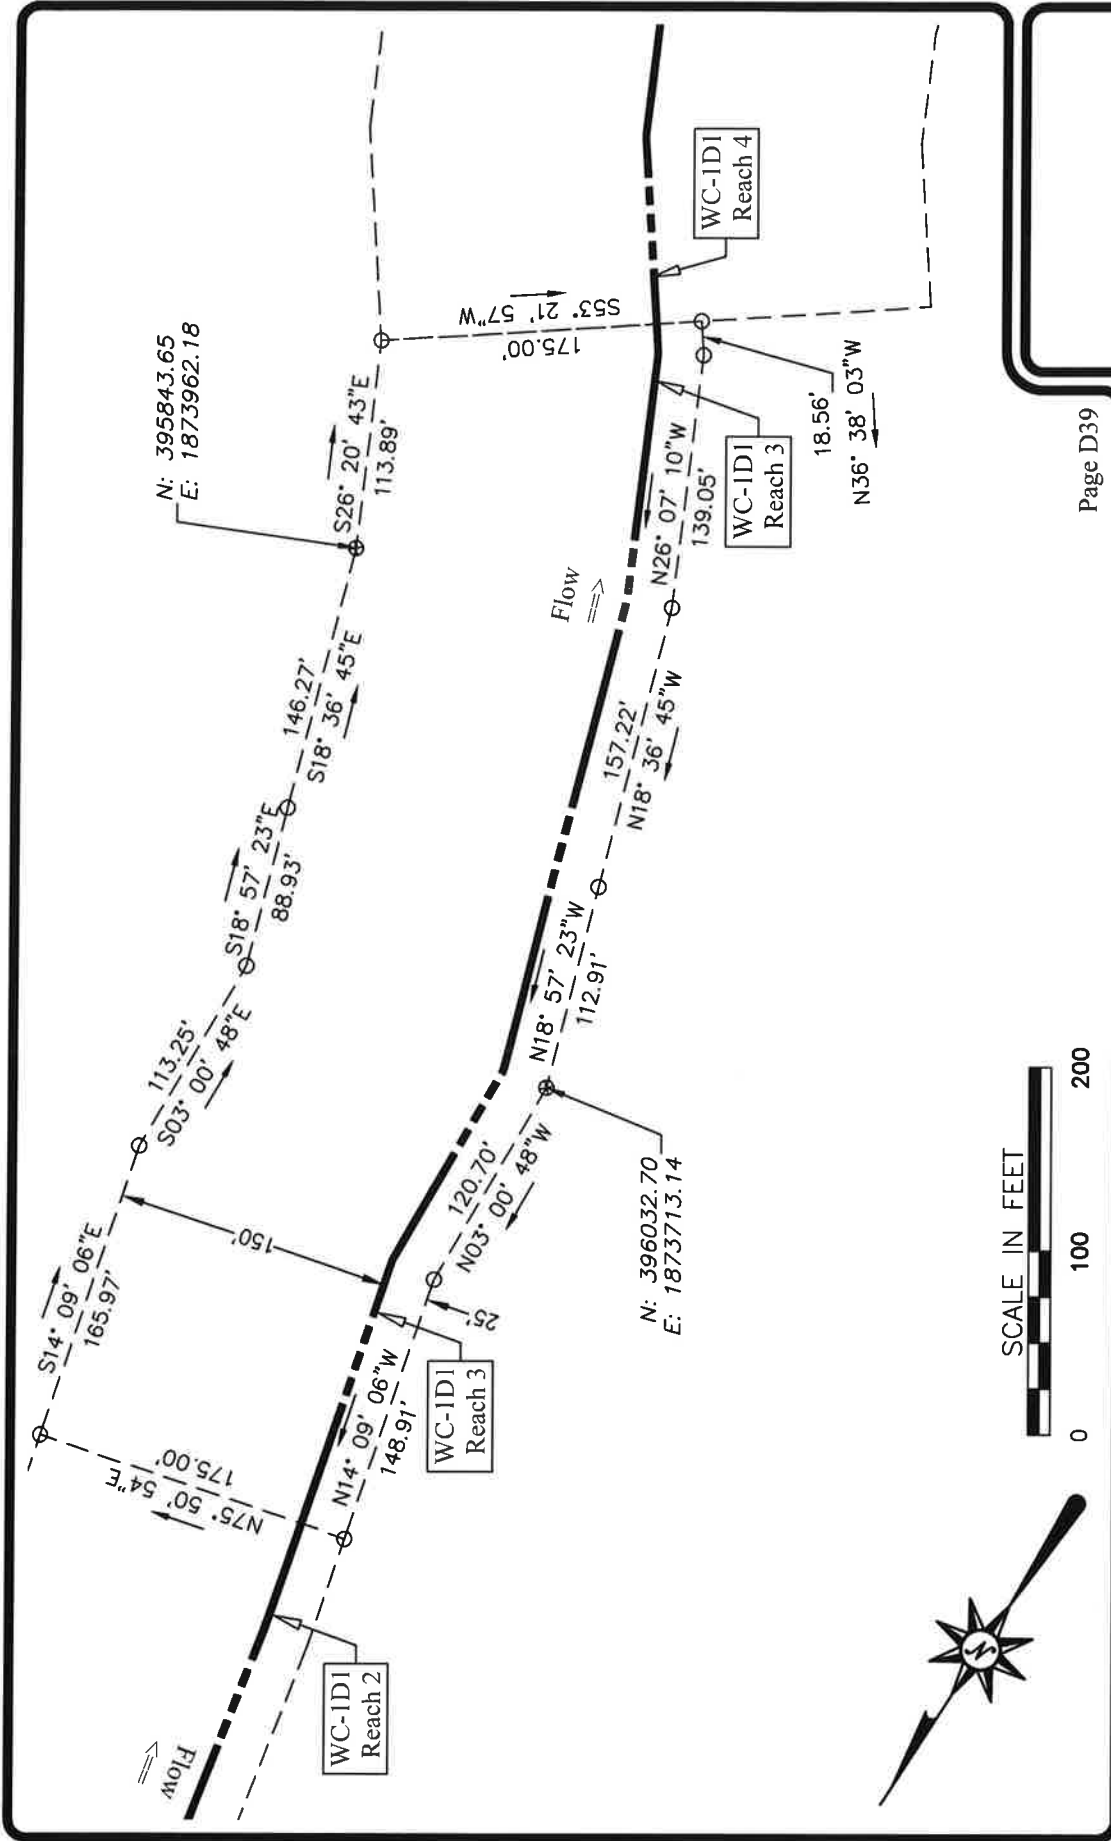 N: 395843.65
E: 1873962.18
S26° 20' 43"E
113.89'
146.27'
S18° 36' 45"E
S18° 57' 23"E
88.93'
113.25'
S03° 00' 48"E
S14° 09' 06"E
165.97'
150'
N75° 50' 54"E
175.00'
S53° 21' 57"W
175.00'
WC-1D1
Reach 4
WC-1D1
Reach 3
18.56'
N36° 38' 03"W
N26° 07' 10"W
139.05'
Flow
157.22'
N18° 36' 45"W
N18° 57' 23"W
112.91'
120.70'
N03° 00' 48"W
N: 396032.70
E: 1873713.14
25'
N14° 09' 06"W
148.91'
WC-1D1
Reach 3
WC-1D1
Reach 2
Flow
N
SCALE IN FEET
0 100 200
Page D39